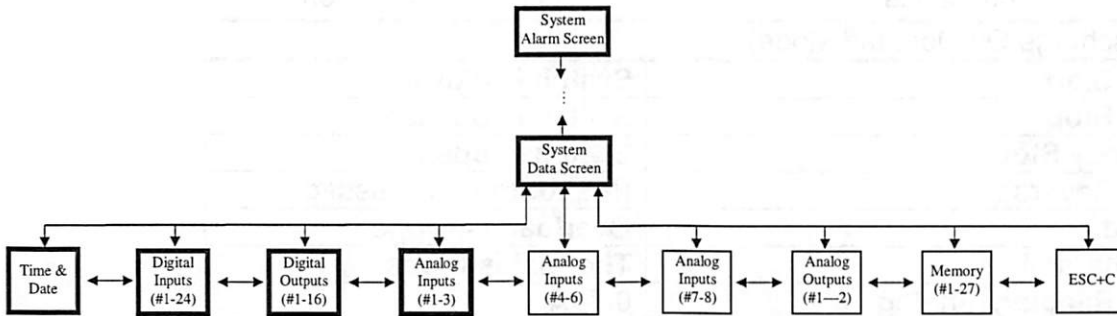 System
Alarm Screen
⋮
System
Data Screen
Time &
Date
Digital
Inputs
(#1-24)
Digital
Outputs
(#1-16)
Analog
Inputs
(#1-3)
Analog
Inputs
(#4-6)
Analog
Inputs
(#7-8)
Analog
Outputs
(#1—2)
Memory
(#1-27)
ESC+C